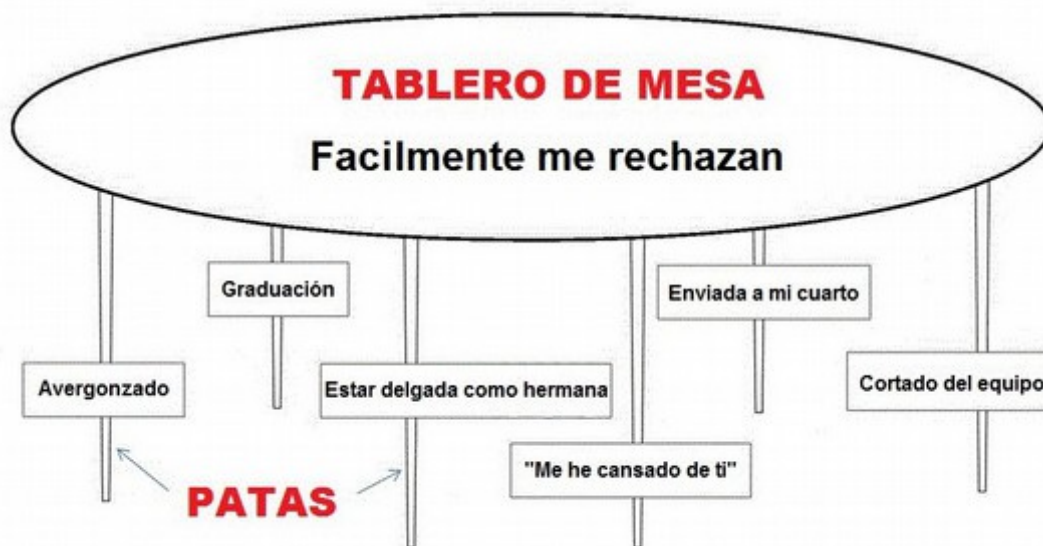 TABLERO DE MESA
Facilmente me rechazan
Graduación
Enviada a mi cuarto
Avergonzado
Estar delgada como hermana
Cortado del equipo
"Me he cansado de ti"
PATAS